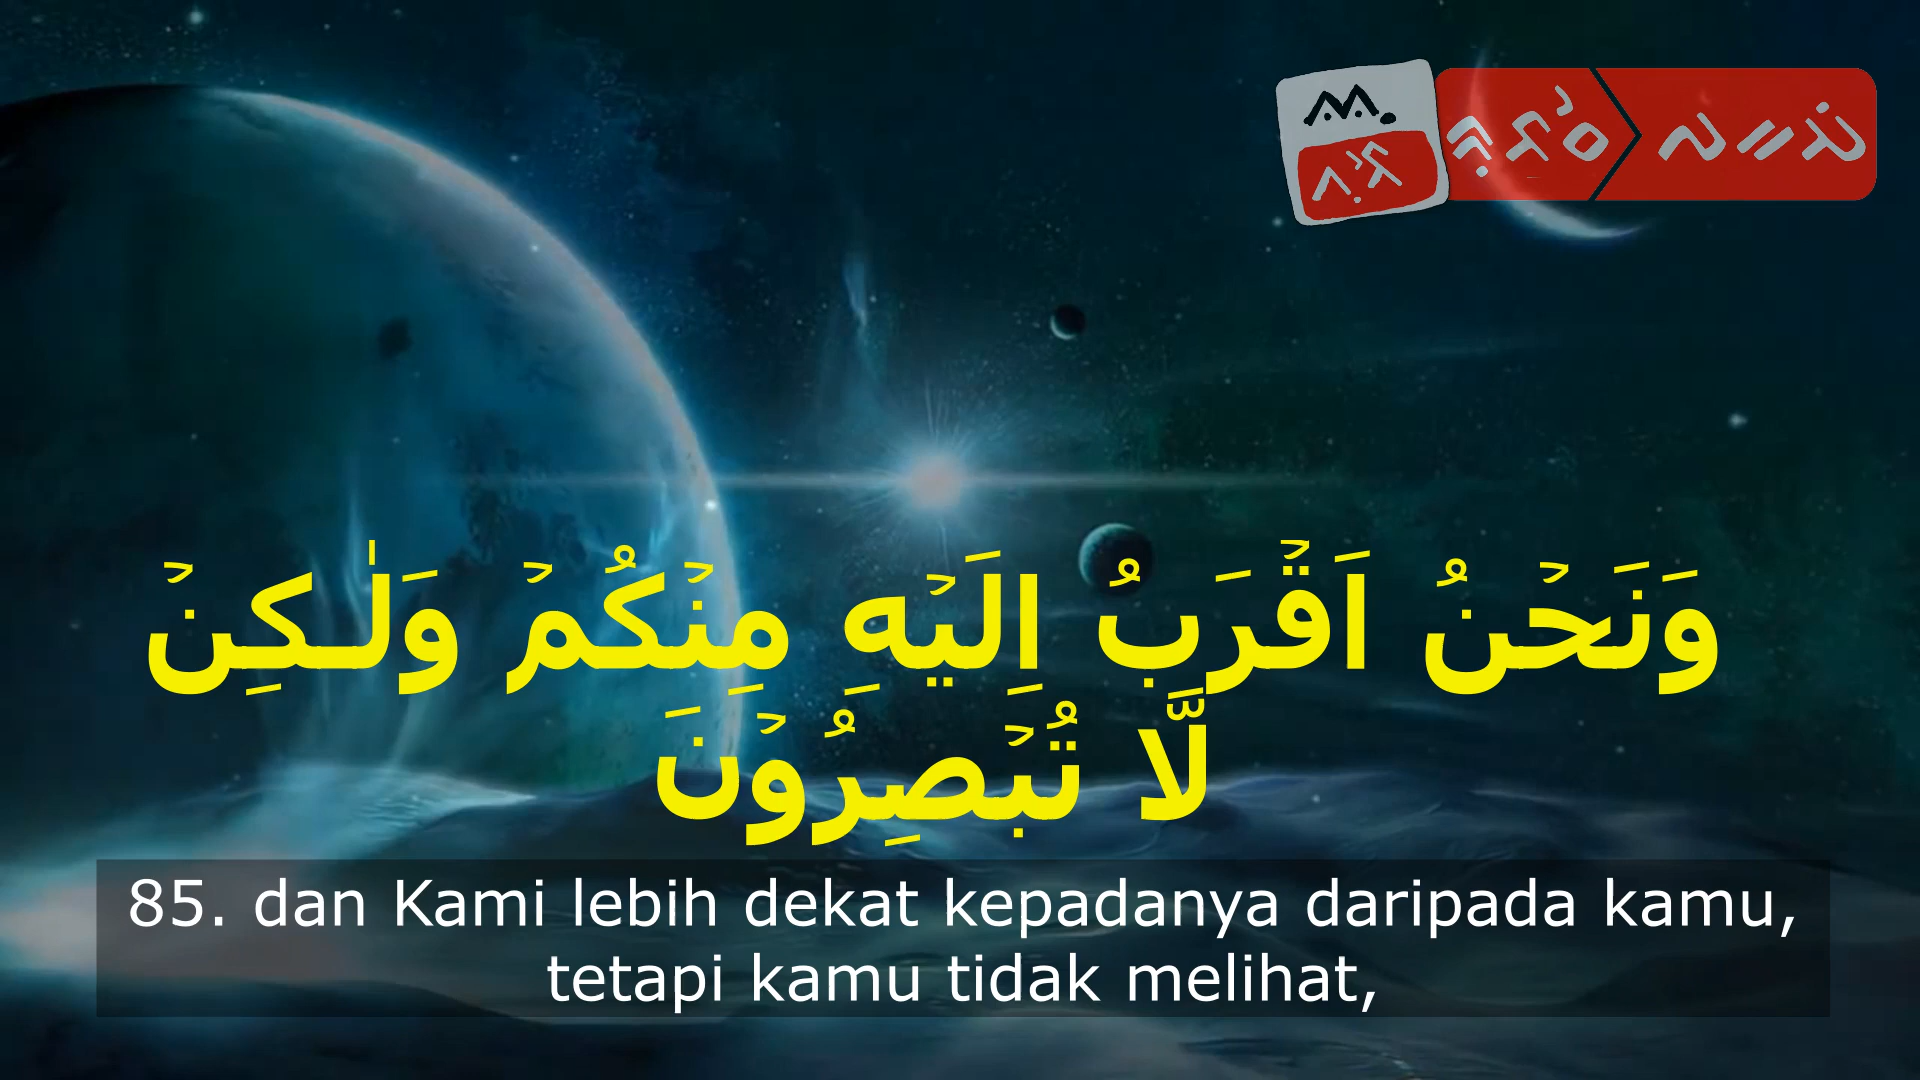 وَنَحۡنُ اَقۡرَبُ اِلَيۡهِ مِنۡكُمۡ وَلٰـكِنۡ
لَّا تُبۡصِرُوۡنَ
85. dan Kami lebih dekat kepadanya daripada kamu,
tetapi kamu tidak melihat,